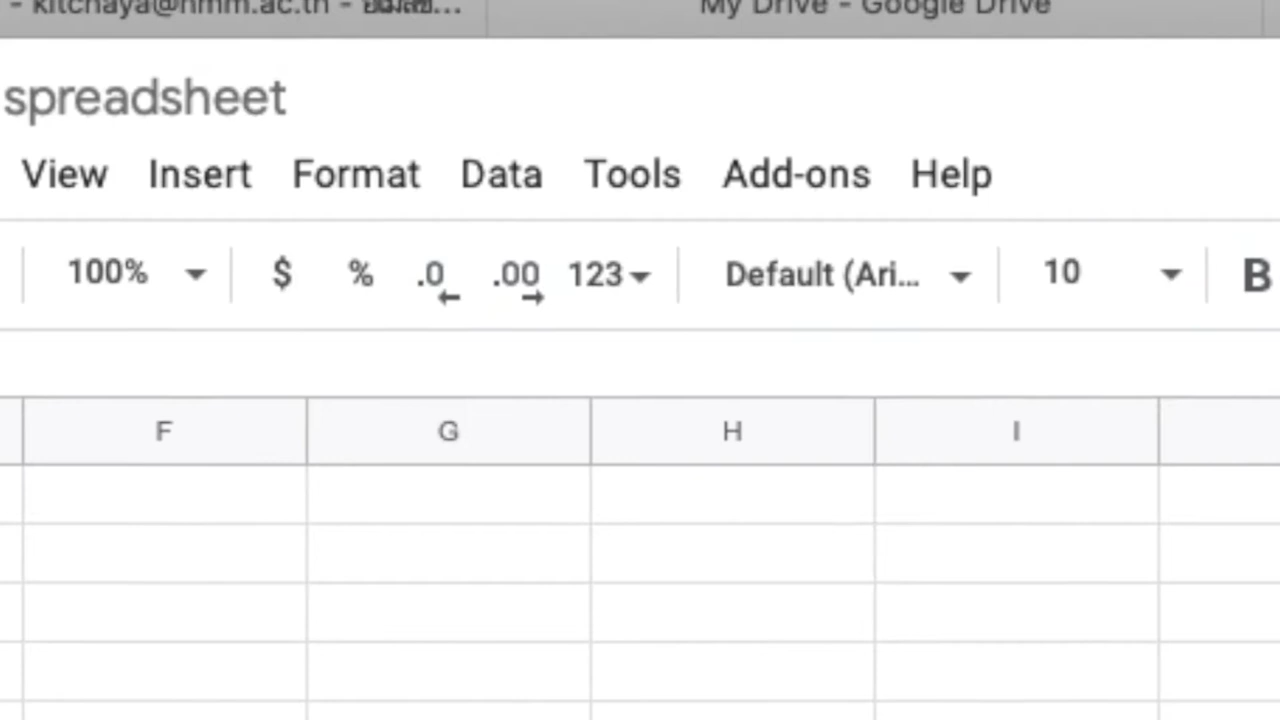 - kitchaya@hmm.ac.th -
My Drive - Google Drive
spreadsheet
View Insert Format Data Tools Add-ons Help
100% $ % .0 .00 123 Default (Ari... 10 B
F G H I